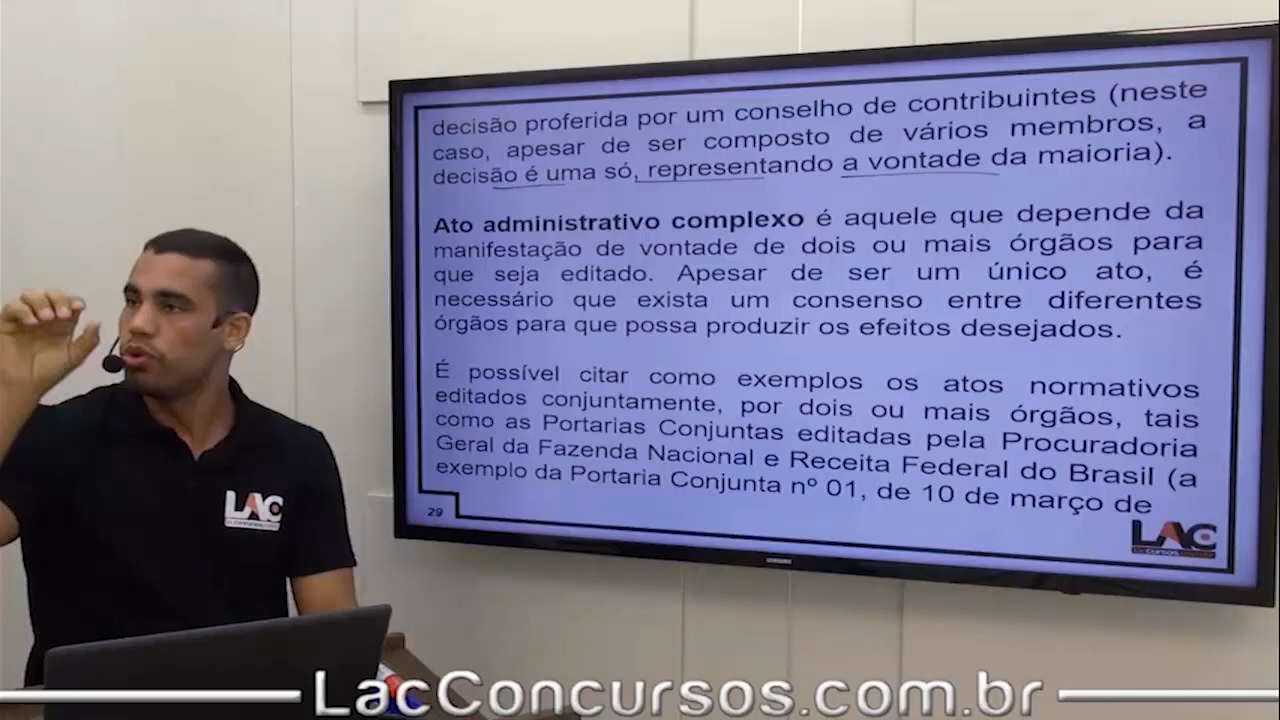 decisão proferida por um conselho de contribuintes (neste
caso, apesar de ser composto de vários membros, a
decisão é uma só, representando a vontade da maioria).
Ato administrativo complexo é aquele que depende da
manifestação de vontade de dois ou mais órgãos para
que seja editado. Apesar de ser um único ato, é
necessário que exista um consenso entre diferentes
órgãos para que possa produzir os efeitos desejados.
É possível citar como exemplos os atos normativos
editados conjuntamente, por dois ou mais órgãos, tais
como as Portarias Conjuntas editadas pela Procuradoria
Geral da Fazenda Nacional e Receita Federal do Brasil (a
exemplo da Portaria Conjunta nº 01, de 10 de março de
29
LAC
LAC
SAMSUNG
LacConcursos.com.br